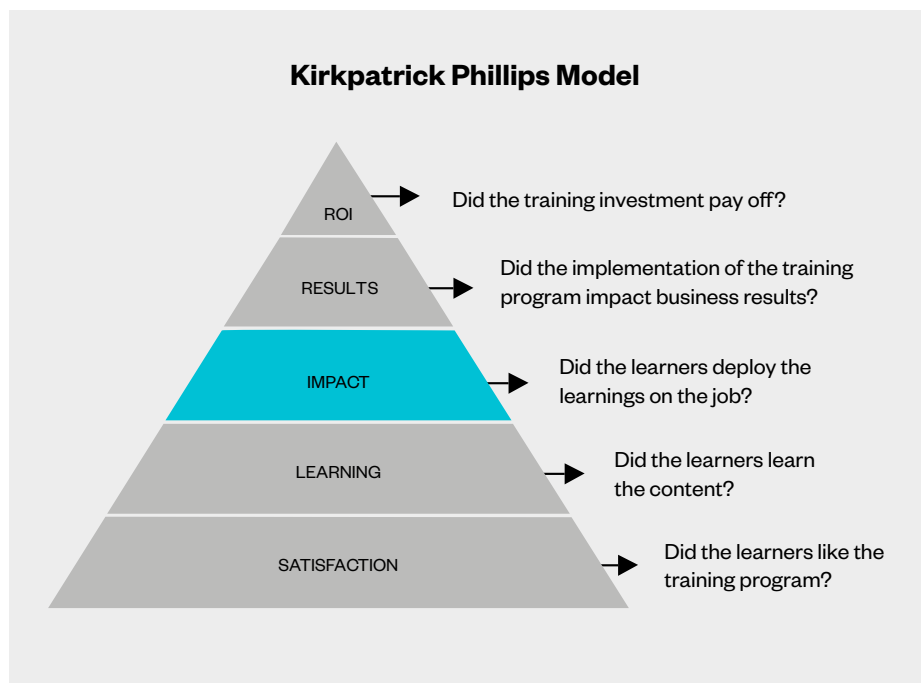 Kirkpatrick Phillips Model
ROI
Did the training investment pay off?
RESULTS
Did the implementation of the training
program impact business results?
IMPACT
Did the learners deploy the
learnings on the job?
LEARNING
Did the learners learn
the content?
SATISFACTION
Did the learners like the
training program?